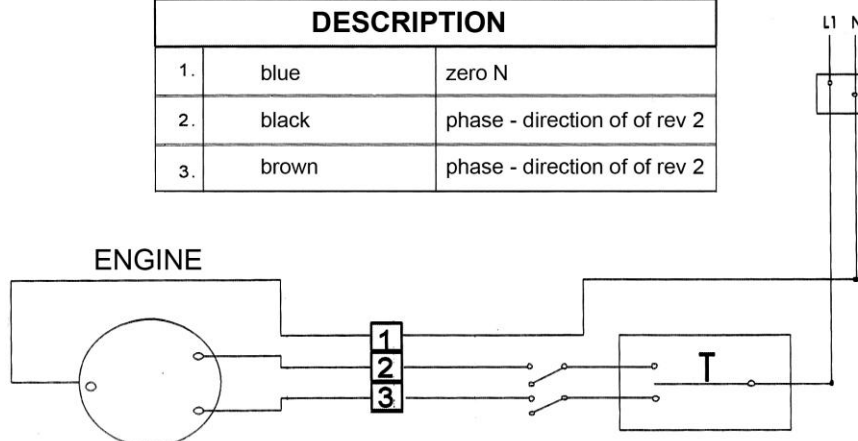 DESCRIPTION
1. blue zero N
2. black phase - direction of of rev 2
3. brown phase - direction of of rev 2
L1 N
ENGINE
1
2
3
T